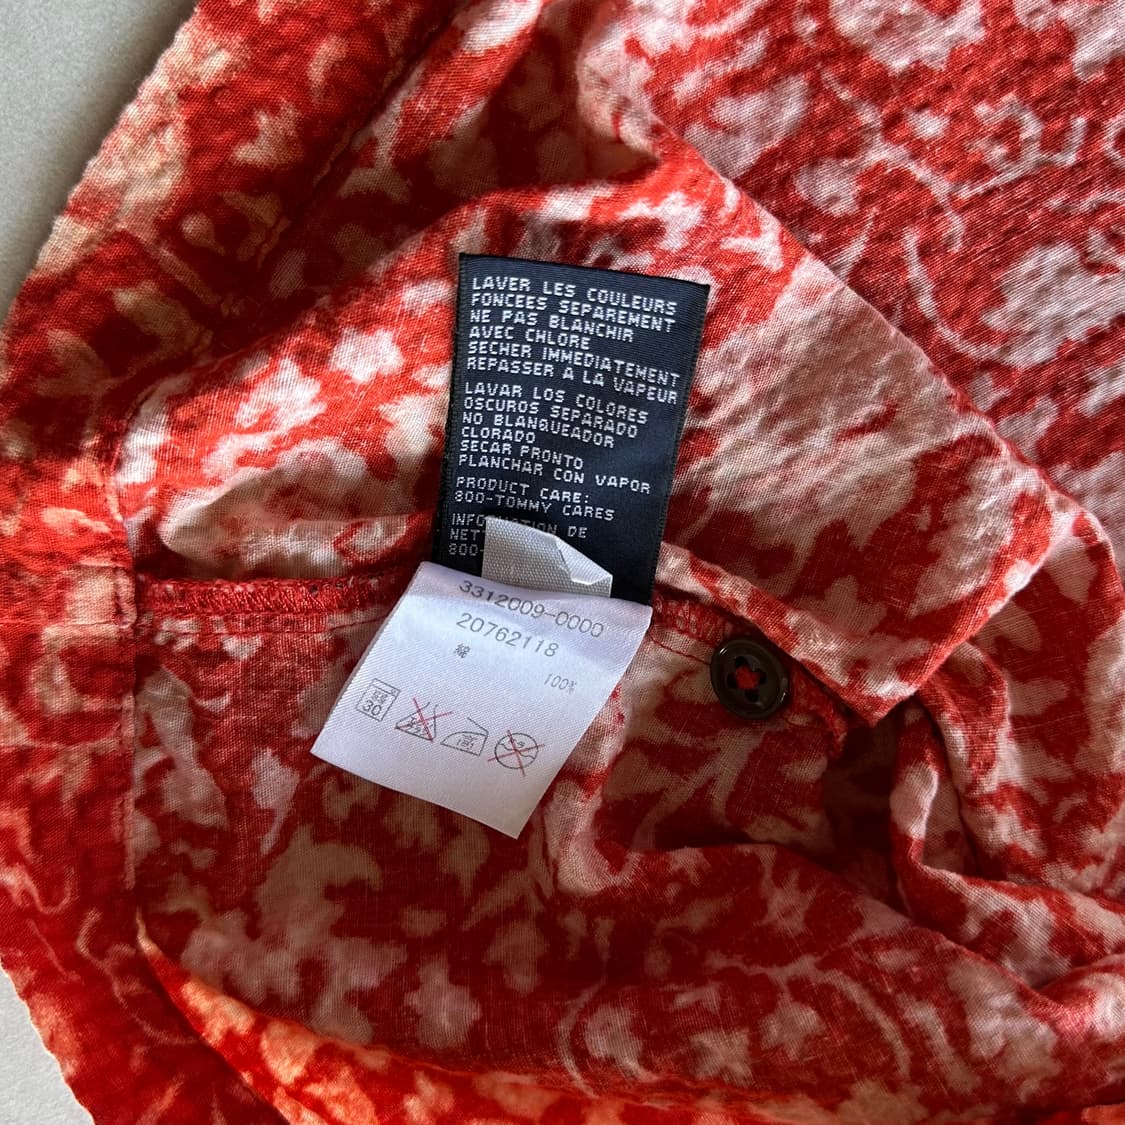 LAVER LES COULEURS
FONCEES SEPAREMENT
NE PAS BLANCHIR
AVEC CHLORE
SECHER IMMEDIATEMENT
REPASSER A LA VAPEUR
LAVAR LOS COLORES
OSCUROS SEPARADO
NO BLANQUEADOR
CLORADO
SECAR PRONTO
PLANCHAR CON VAPOR
PRODUCT CARE:
800-TOMMY CARES
DE
800-
3312009-0000
20762118
綿
100%
30